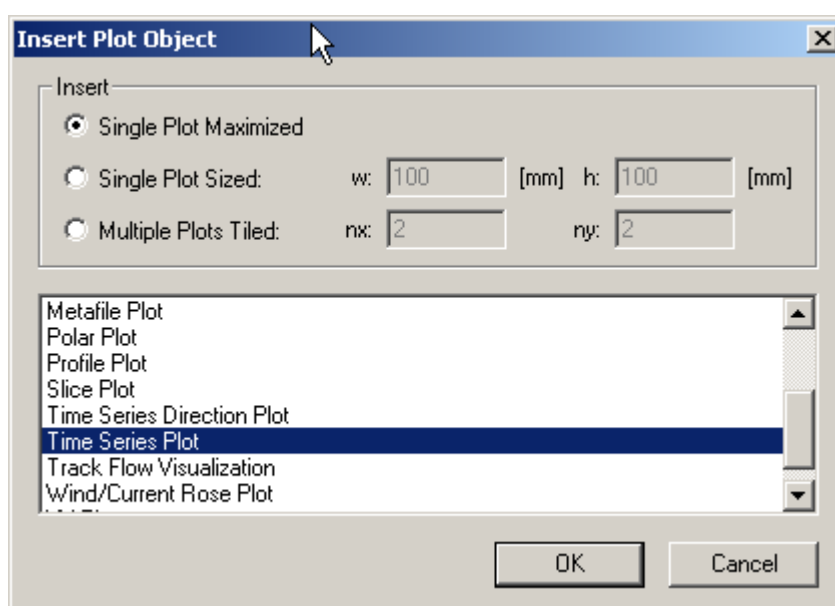 Insert Plot Object
Insert
Single Plot Maximized
Single Plot Sized: w: 100 [mm] h: 100 [mm]
Multiple Plots Tiled: nx: 2 ny: 2
Metafile Plot
Polar Plot
Profile Plot
Slice Plot
Time Series Direction Plot
Time Series Plot
Track Flow Visualization
Wind/Current Rose Plot
OK Cancel